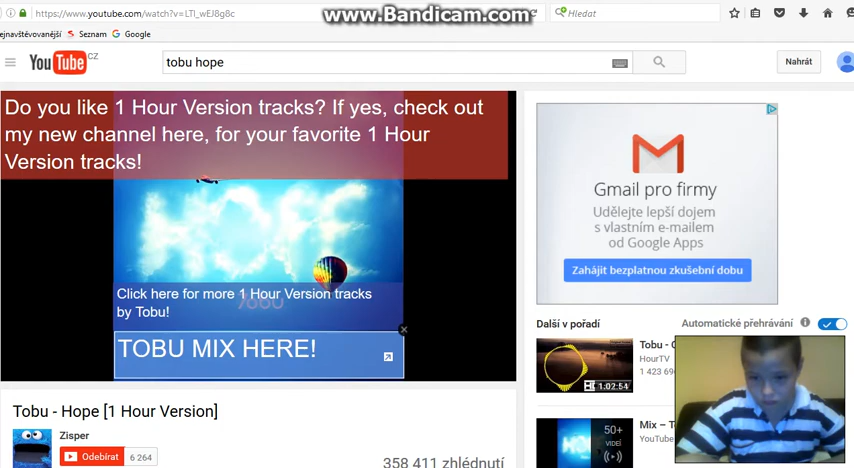 www.Bandicam.com
https://www.youtube.com/watch?v=LTl_wEJ8g8c
Hledat
ejnavštěvovanější Seznam Google
YouTube CZ
tobu hope
Nahrát
Do you like 1 Hour Version tracks? If yes, check out
my new channel here, for your favorite 1 Hour
Version tracks!
HOPE
TOBU
Click here for more 1 Hour Version tracks
by Tobu!
TOBU MIX HERE!
Gmail pro firmy
Udělejte lepší dojem
s vlastním e-mailem
od Google Apps
Zahájit bezplatnou zkušební dobu
Další v pořadí
Automatické přehrávání
Tobu -
HourTV
1 423
1:02:54
Tobu - Hope [1 Hour Version]
Zisper
Odebírat 6 264
358 411 zhlédnutí
50+
VIDEÍ
Mix –
YouTube